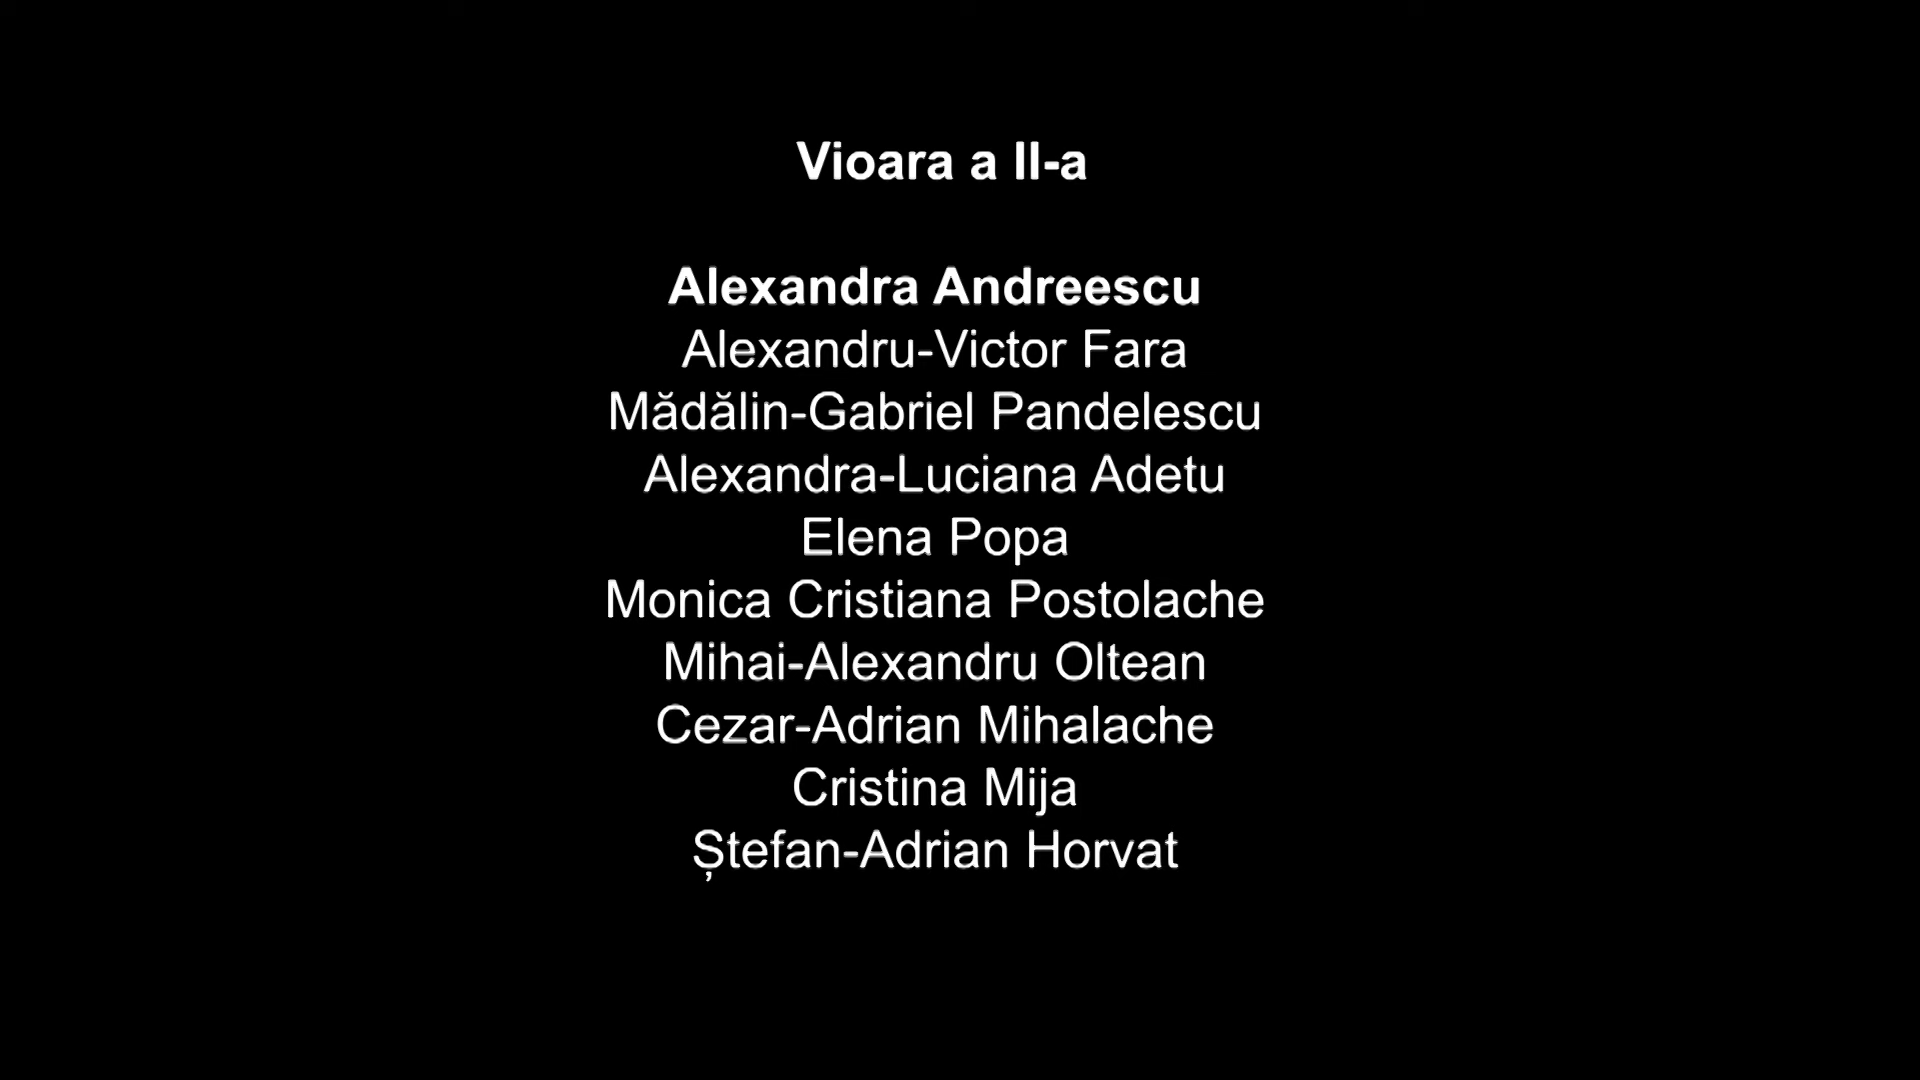 Vioara a II-a
Alexandra Andreescu
Alexandru-Victor Fara
Mădălin-Gabriel Pandelescu
Alexandra-Luciana Adetu
Elena Popa
Monica Cristiana Postolache
Mihai-Alexandru Oltean
Cezar-Adrian Mihalache
Cristina Mija
Ștefan-Adrian Horvat